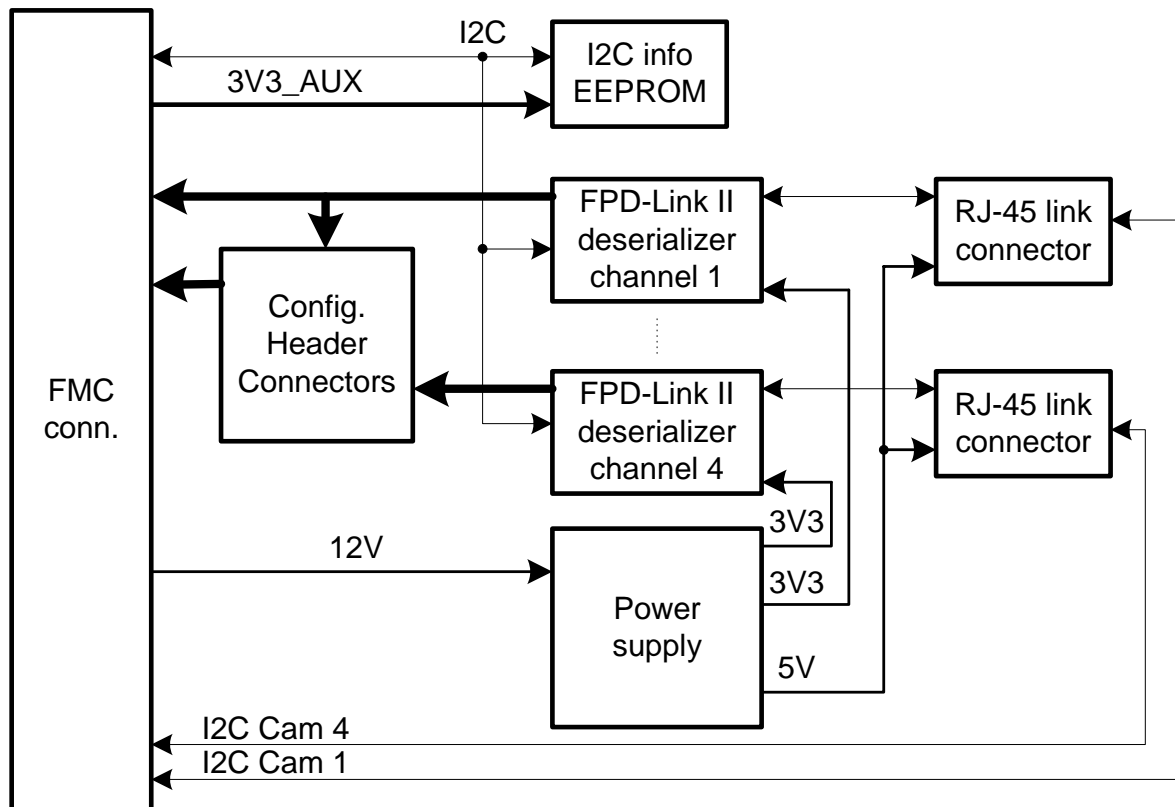 I2C
I2C info
EEPROM
3V3_AUX
FPD-Link II
deserializer
channel 1
RJ-45 link
connector
Config.
Header
Connectors
FMC
conn.
FPD-Link II
deserializer
channel 4
RJ-45 link
connector
3V3
12V
3V3
Power
supply
5V
I2C Cam 4
I2C Cam 1